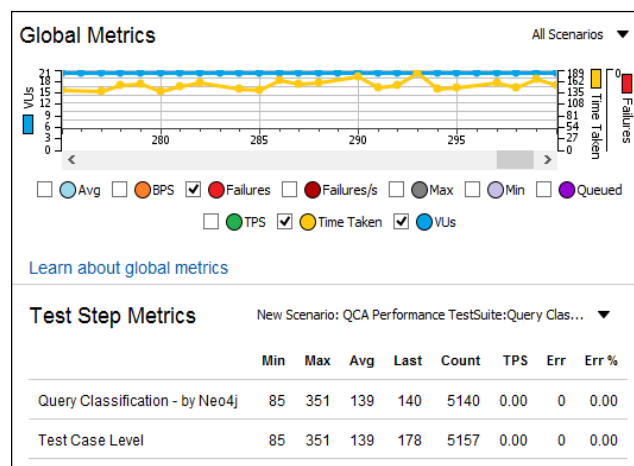 Global Metrics
All Scenarios
21 189 0
18 162
15 135
12 108
9 81
6 54
3 27
0 0
VUs
Time Taken
Failures
280 285 290 295
Avg BPS Failures Failures/s Max Min Queued
TPS Time Taken VUs
Learn about global metrics
Test Step Metrics
New Scenario: QCA Performance TestSuite:Query Clas...
Min Max Avg Last Count TPS Err Err %
Query Classification - by Neo4j 85 351 139 140 5140 0.00 0 0.00
Test Case Level 85 351 139 178 5157 0.00 0 0.00